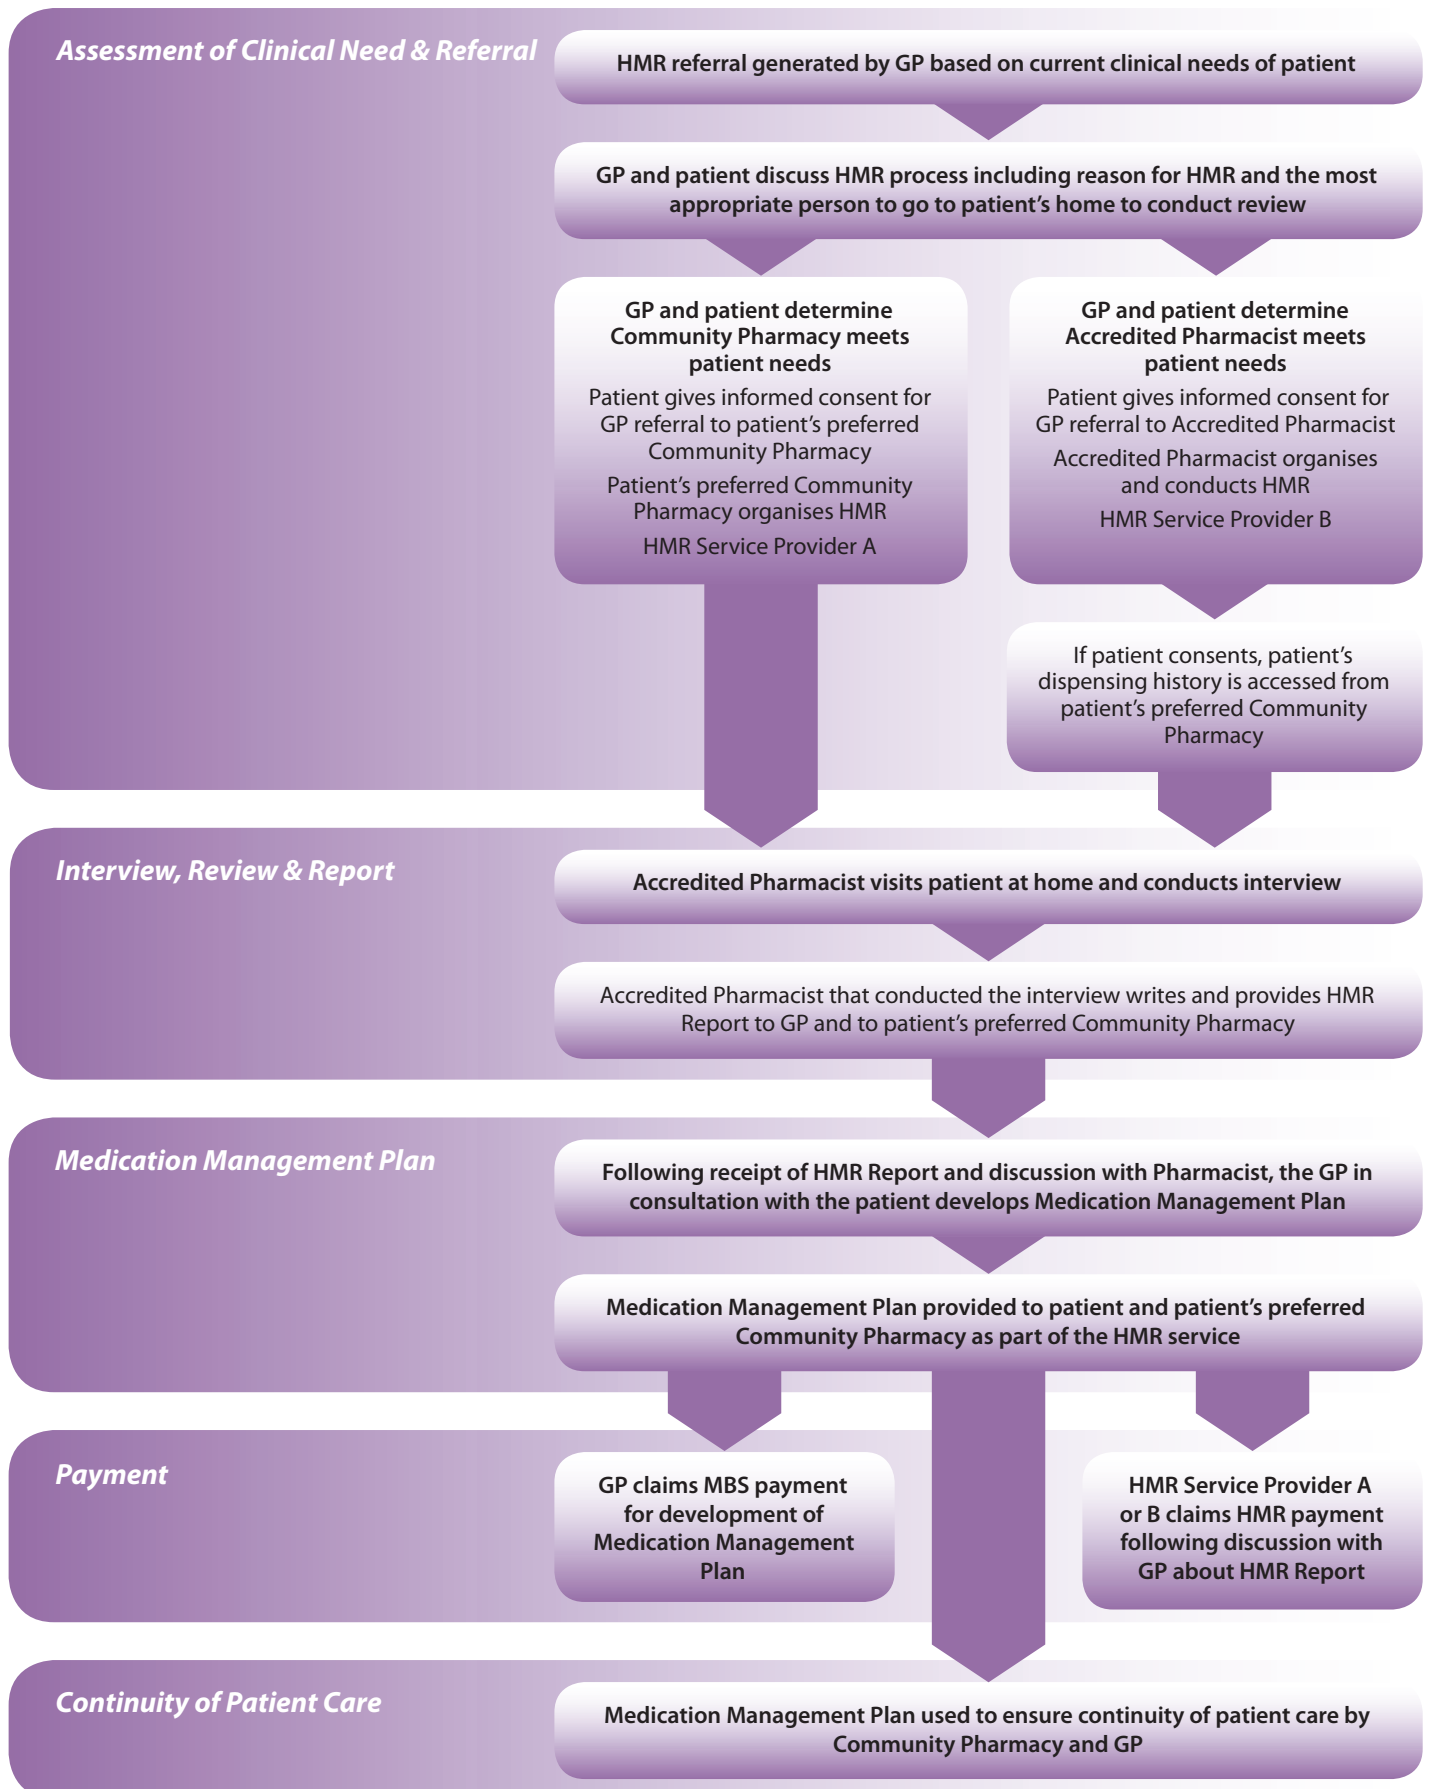 Assessment of Clinical Need & Referral
HMR referral generated by GP based on current clinical needs of patient
GP and patient discuss HMR process including reason for HMR and the most
appropriate person to go to patient’s home to conduct review
GP and patient determine
Community Pharmacy meets
patient needs
Patient gives informed consent for
GP referral to patient’s preferred
Community Pharmacy
Patient’s preferred Community
Pharmacy organises HMR
HMR Service Provider A
GP and patient determine
Accredited Pharmacist meets
patient needs
Patient gives informed consent for
GP referral to Accredited Pharmacist
Accredited Pharmacist organises
and conducts HMR
HMR Service Provider B
If patient consents, patient’s
dispensing history is accessed from
patient’s preferred Community
Pharmacy
Interview, Review & Report
Accredited Pharmacist visits patient at home and conducts interview
Accredited Pharmacist that conducted the interview writes and provides HMR
Report to GP and to patient’s preferred Community Pharmacy
Medication Management Plan
Following receipt of HMR Report and discussion with Pharmacist, the GP in
consultation with the patient develops Medication Management Plan
Medication Management Plan provided to patient and patient’s preferred
Community Pharmacy as part of the HMR service
Payment
GP claims MBS payment
for development of
Medication Management
Plan
HMR Service Provider A
or B claims HMR payment
following discussion with
GP about HMR Report
Continuity of Patient Care
Medication Management Plan used to ensure continuity of patient care by
Community Pharmacy and GP